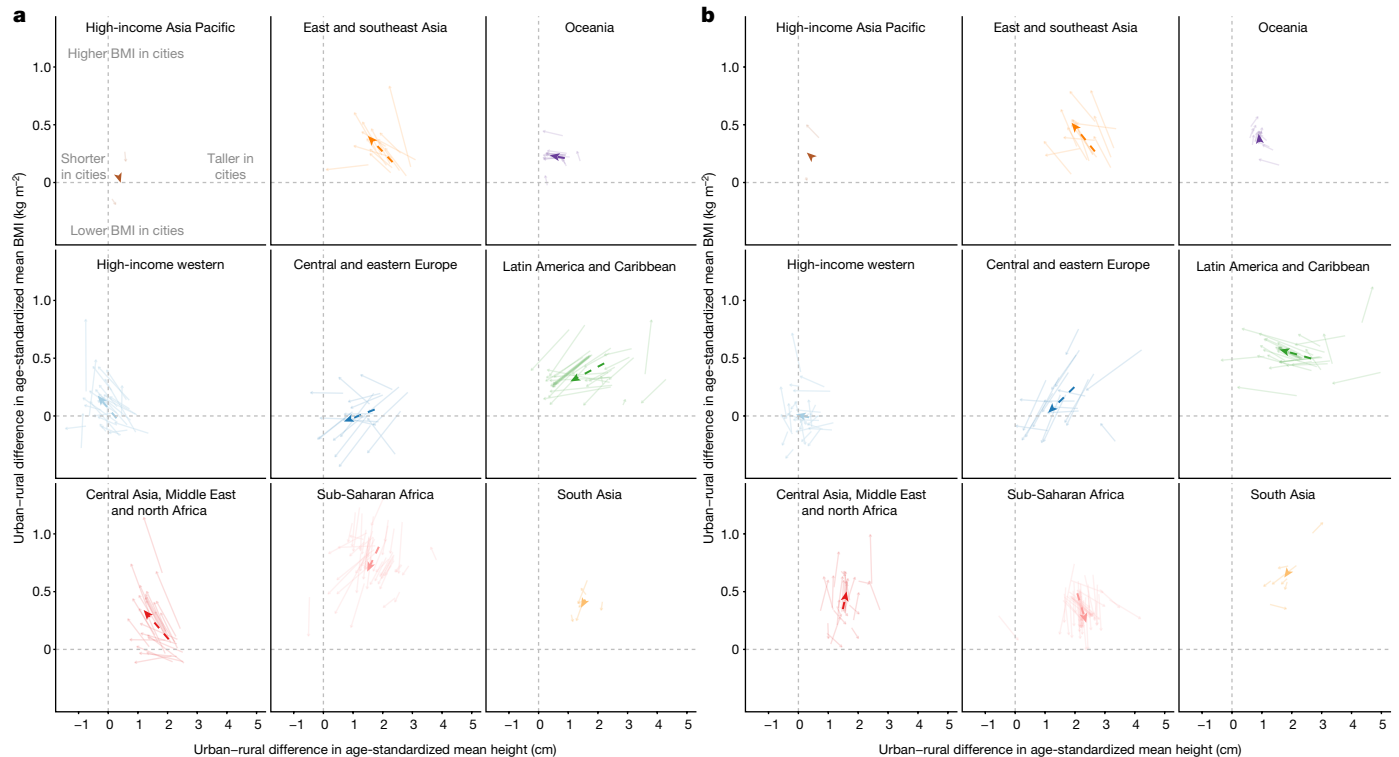 a
High-income Asia Pacific
East and southeast Asia
Oceania
Higher BMI in cities
Shorter
in cities
Taller in
cities
Lower BMI in cities
1.0
0.5
0
High-income western
Central and eastern Europe
Latin America and Caribbean
1.0
0.5
0
Central Asia, Middle East
and north Africa
Sub-Saharan Africa
South Asia
1.0
0.5
0
−1 0 1 2 3 4 5
−1 0 1 2 3 4 5
−1 0 1 2 3 4 5
Urban–rural difference in age-standardized mean BMI (kg m−2)
Urban–rural difference in age-standardized mean height (cm)
b
High-income Asia Pacific
East and southeast Asia
Oceania
1.0
0.5
0
High-income western
Central and eastern Europe
Latin America and Caribbean
1.0
0.5
0
Central Asia, Middle East
and north Africa
Sub-Saharan Africa
South Asia
1.0
0.5
0
−1 0 1 2 3 4 5
−1 0 1 2 3 4 5
−1 0 1 2 3 4 5
Urban–rural difference in age-standardized mean BMI (kg m−2)
Urban–rural difference in age-standardized mean height (cm)